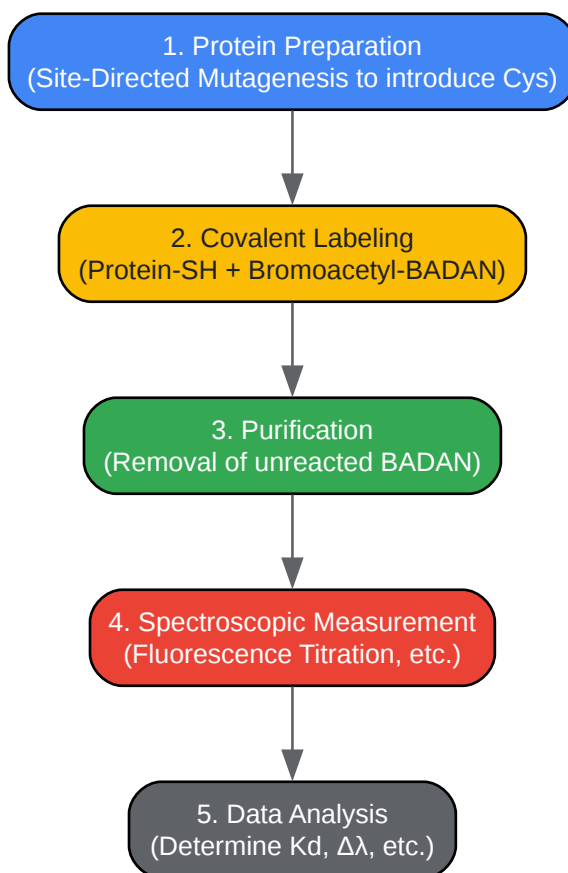 1. Protein Preparation
(Site-Directed Mutagenesis to introduce Cys)
2. Covalent Labeling
(Protein-SH + Bromoacetyl-BADAN)
3. Purification
(Removal of unreacted BADAN)
4. Spectroscopic Measurement
(Fluorescence Titration, etc.)
5. Data Analysis
(Determine Kd, Δλ, etc.)